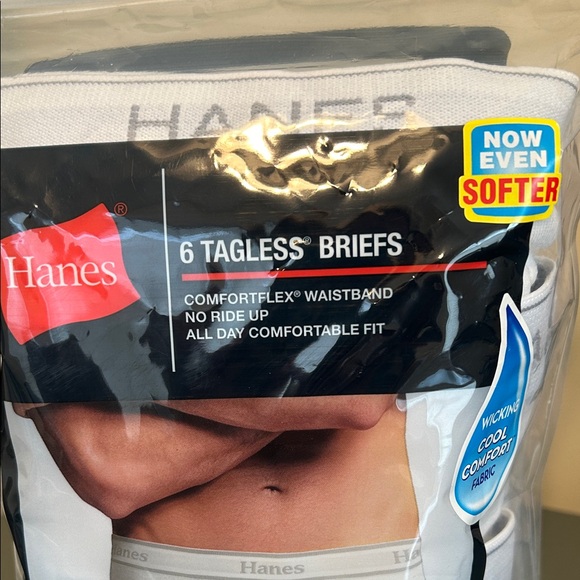 HANES
NOW
EVEN
SOFTER
Hanes®
6 TAGLESS® BRIEFS
COMFORTFLEX® WAISTBAND
NO RIDE UP
ALL DAY COMFORTABLE FIT
WICKING
COOL
COMFORT
FABRIC
Hanes
Hanes